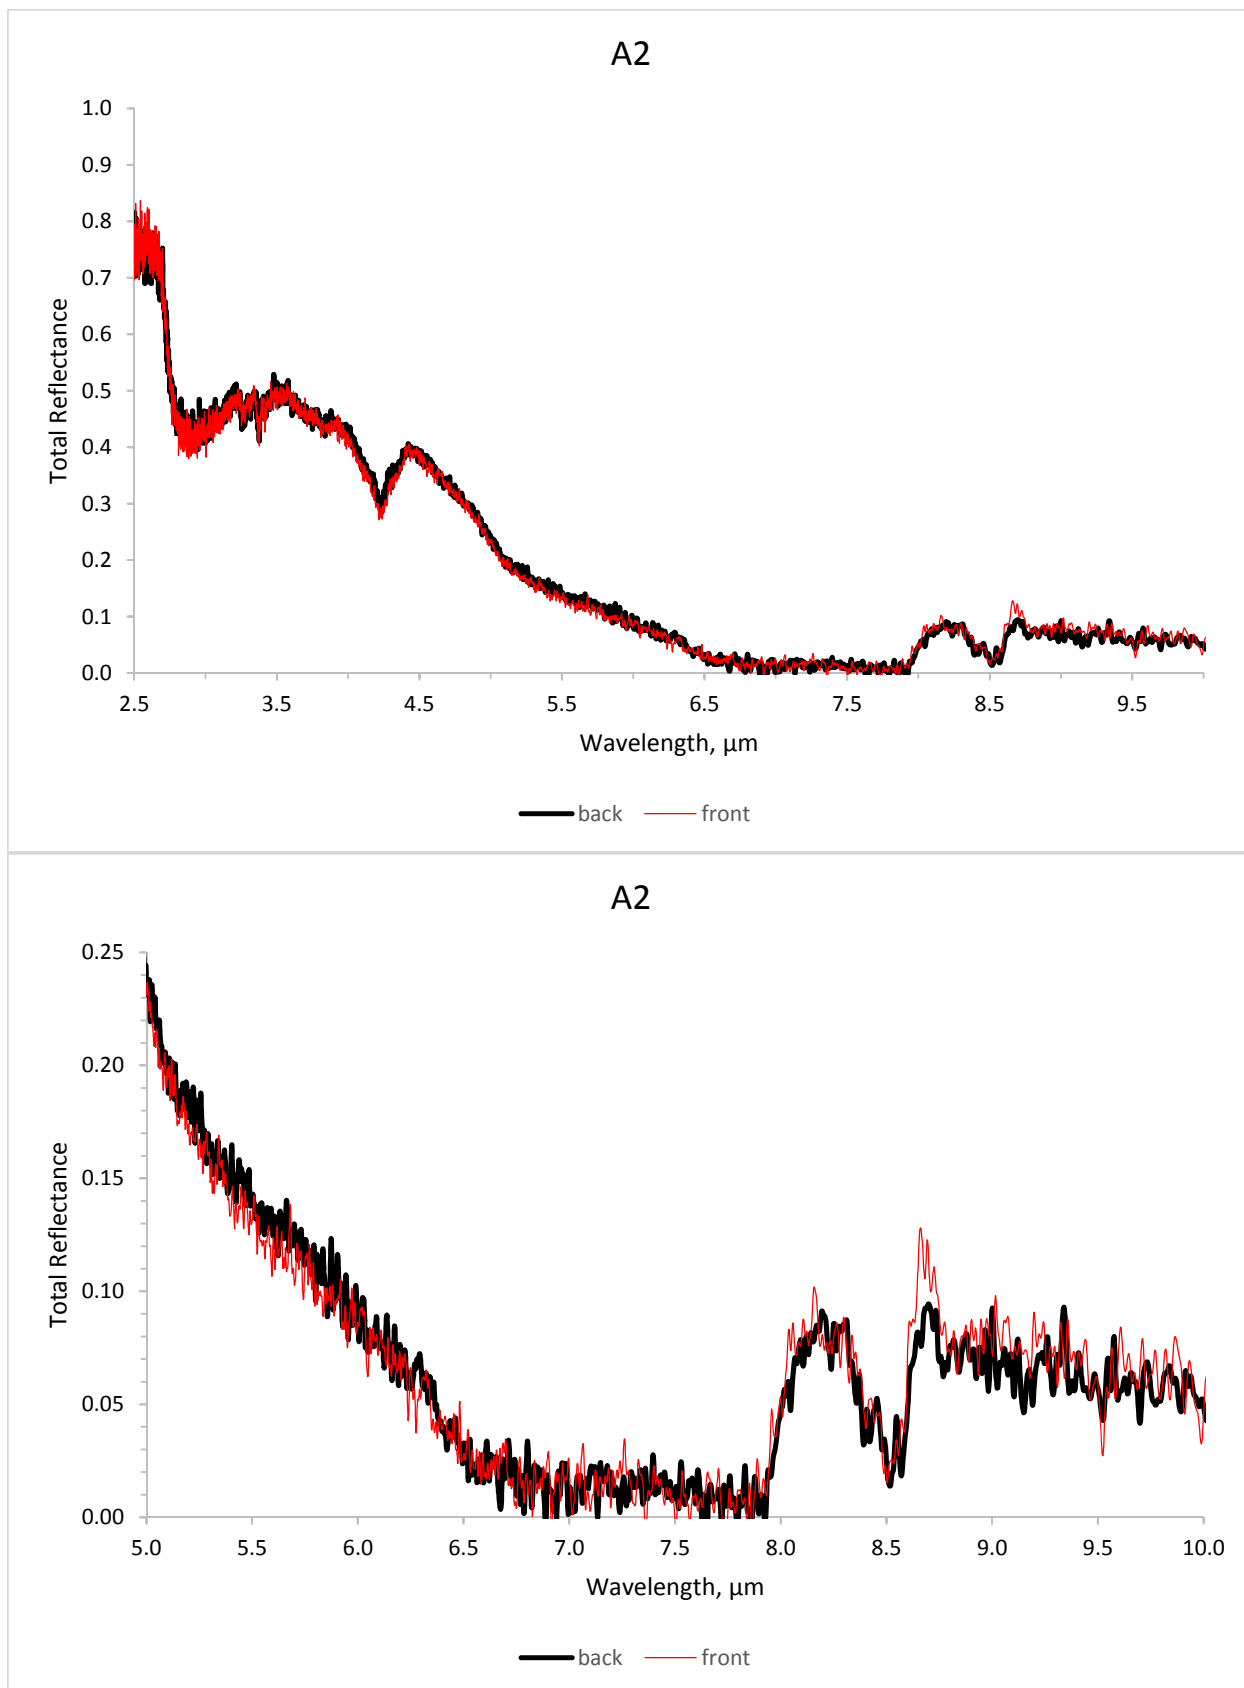 A2
1.0
0.9
0.8
0.7
0.6
0.5
0.4
0.3
0.2
0.1
0.0
Total Reflectance
2.5 3.5 4.5 5.5 6.5 7.5 8.5 9.5
Wavelength, µm
back front
A2
0.25
0.20
0.15
0.10
0.05
0.00
Total Reflectance
5.0 5.5 6.0 6.5 7.0 7.5 8.0 8.5 9.0 9.5 10.0
Wavelength, µm
back front